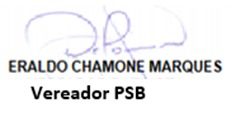 ERALDO CHAMONE MARQUES
Vereador PSB